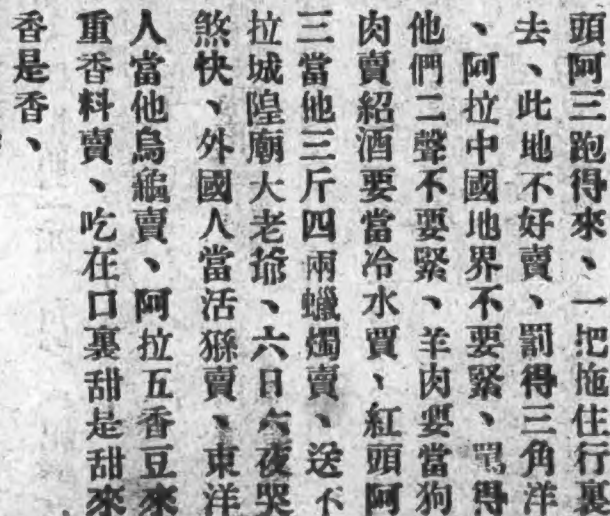 頭阿三跑得來、一把拖住行裏
去、此地不好賣、罰得三角洋
、阿拉中國地界不要緊、罵得
他們二聲不要緊、羊肉要當狗
肉賣紹酒要當冷水買、紅頭阿
三當他三斤四兩蠟燭賣、送不
拉城隍廟大老爺、六日六夜哭
煞快、外國人當活猻賣、東洋
人當他烏龜賣、阿拉五香豆來
重香料賣、吃在口裏甜是甜來
香是香、